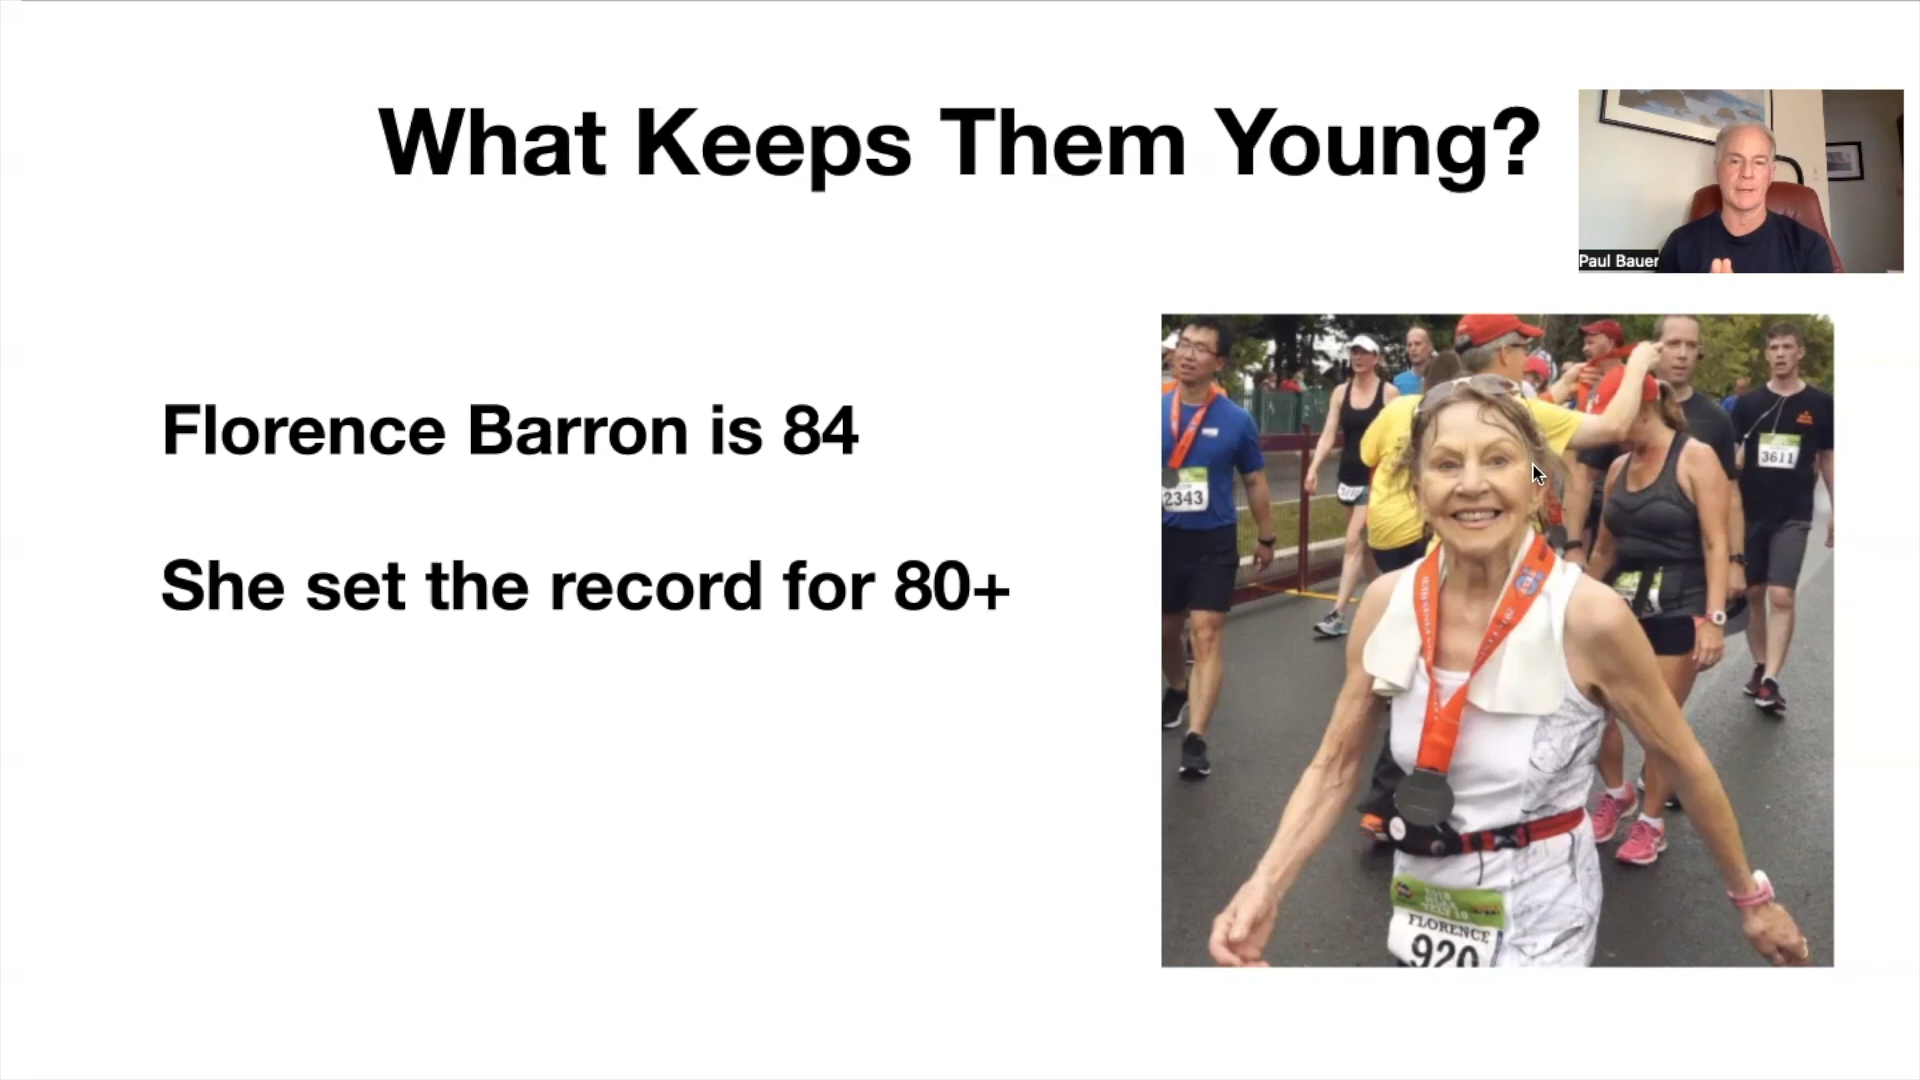 What Keeps Them Young?
Paul Bauer
Florence Barron is 84
She set the record for 80+
3611
2343
FLORENCE
920